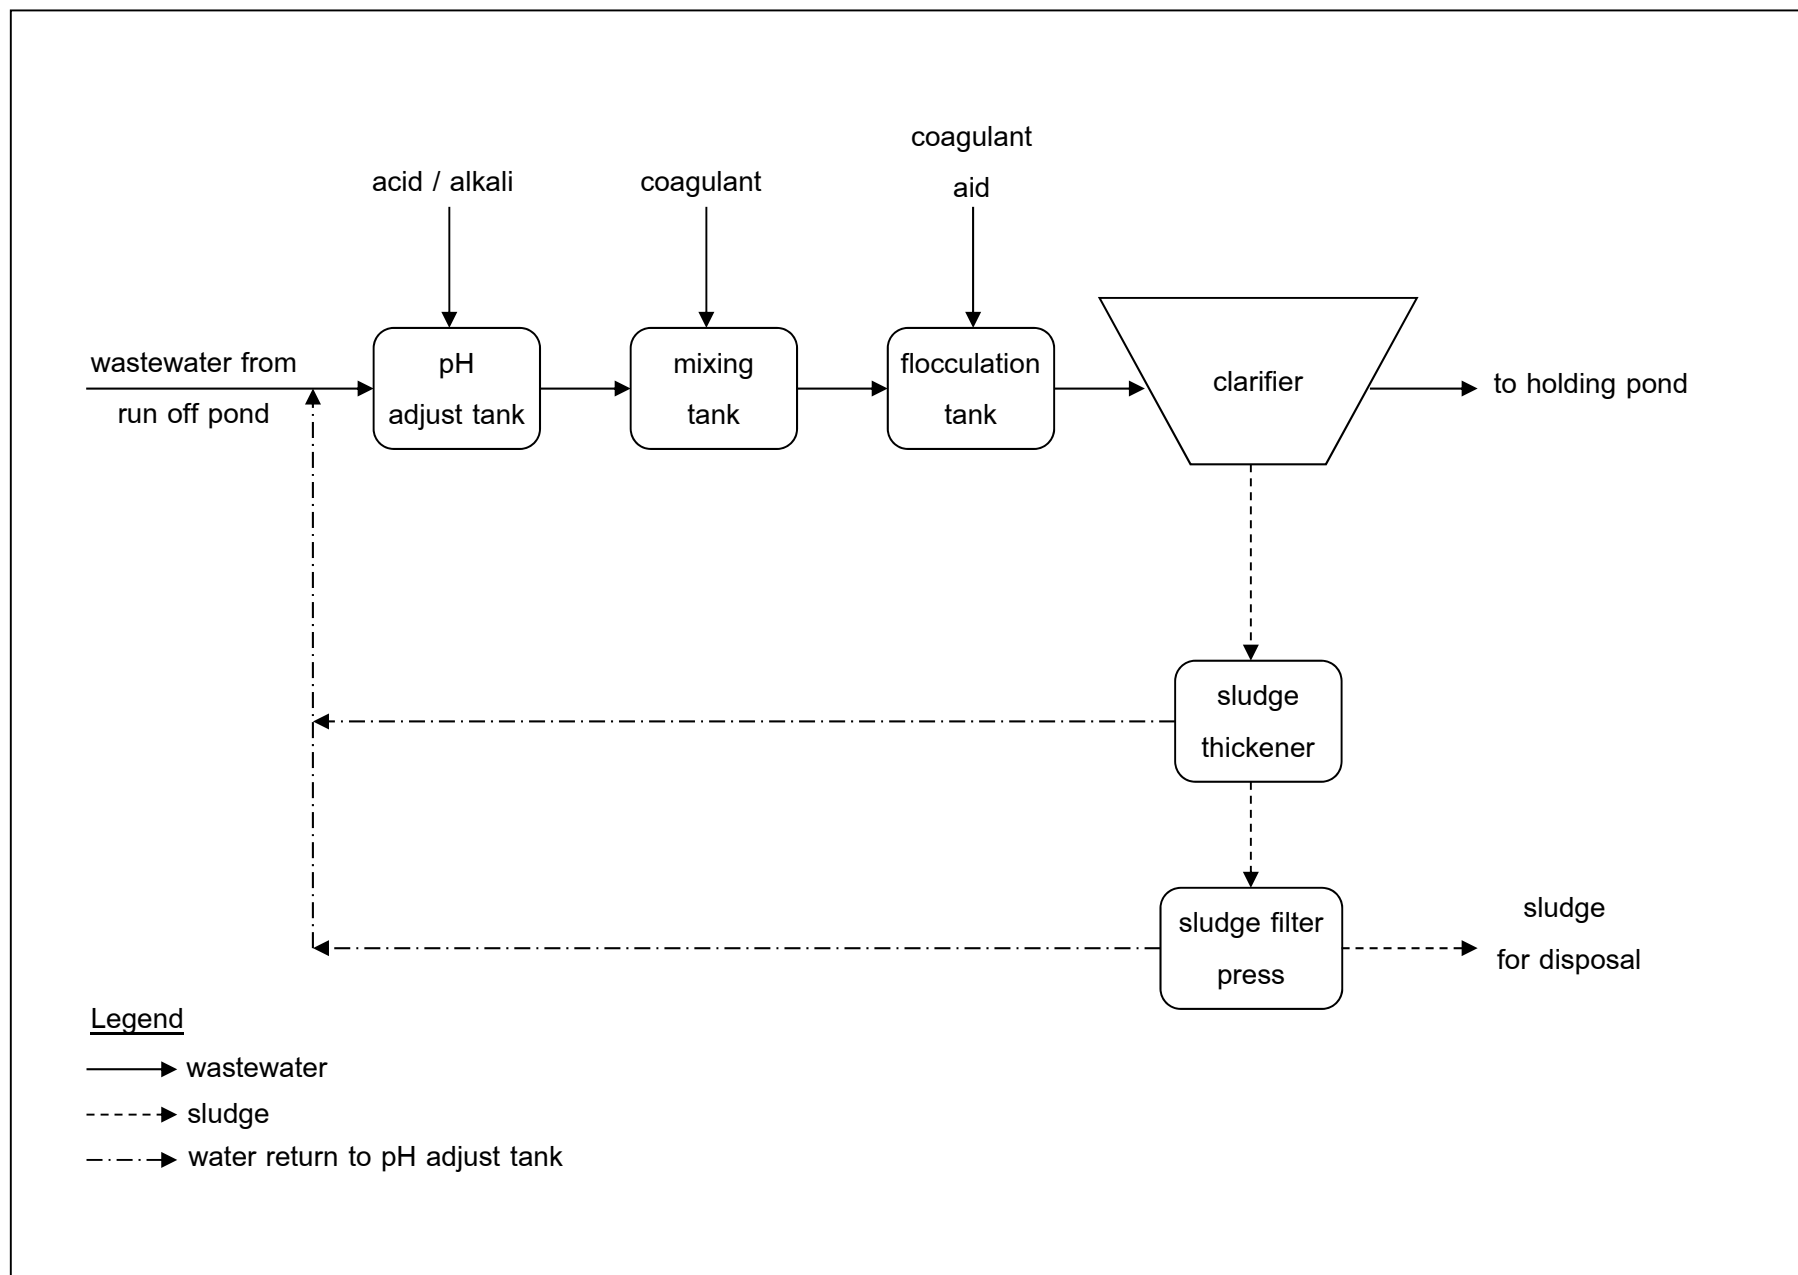 coagulant
aid
acid / alkali
coagulant
wastewater from
run off pond
pH
adjust tank
mixing
tank
flocculation
tank
clarifier
to holding pond
sludge
thickener
sludge filter
press
sludge
for disposal
Legend
wastewater
sludge
water return to pH adjust tank